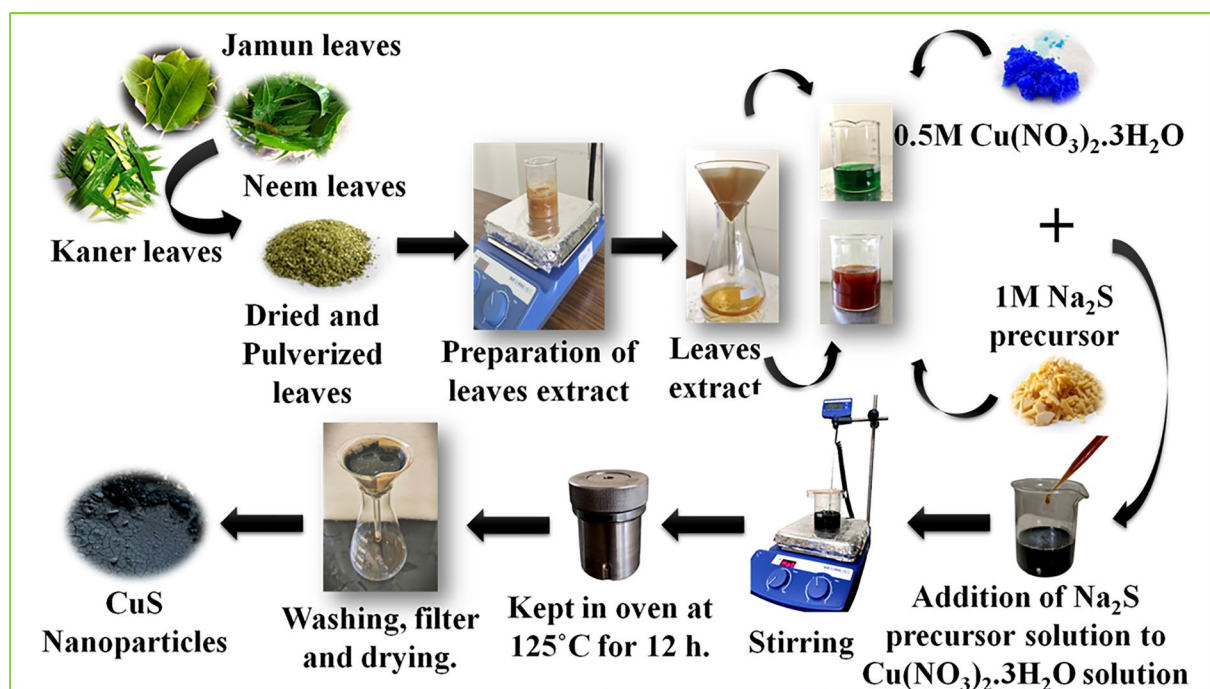 Jamun leaves
Neem leaves
Kaner leaves
Dried and
Pulverized
leaves
Preparation of
leaves extract
Leaves
extract
0.5M Cu(NO₃)₂.3H₂O
+
1M Na₂S
precursor
Addition of Na₂S
precursor solution to
Cu(NO₃)₂.3H₂O solution
Stirring
Kept in oven at
125˚C for 12 h.
Washing, filter
and drying.
CuS
Nanoparticles